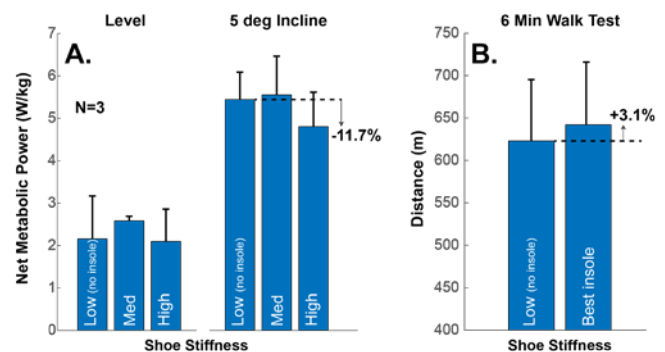 Level
5 deg Incline
6 Min Walk Test
A.
N=3
-11.7%
Net Metabolic Power (W/kg)
7
6
5
4
3
2
1
0
Low (no insole)
Med
High
Low (no insole)
Med
High
Shoe Stiffness
B.
+3.1%
Distance (m)
750
700
650
600
550
500
450
400
Low (no insole)
Best insole
Shoe Stiffness